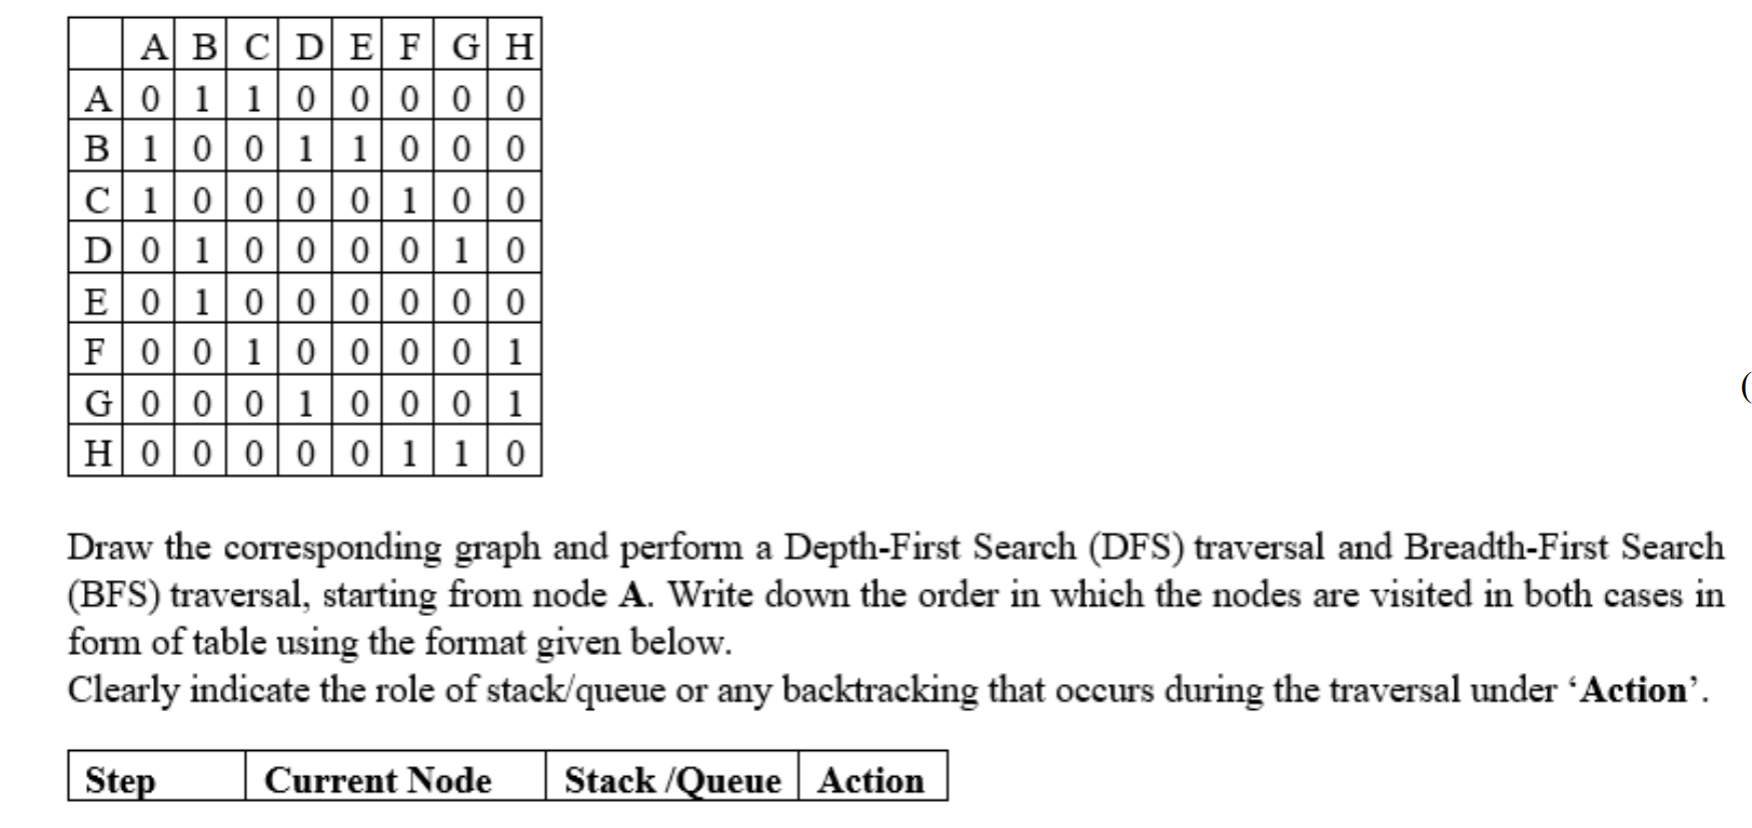 A B C D E F G H
A 0 1 1 0 0 0 0 0
B 1 0 0 1 1 0 0 0
C 1 0 0 0 0 1 0 0
D 0 1 0 0 0 0 1 0
E 0 1 0 0 0 0 0 0
F 0 0 1 0 0 0 0 1
G 0 0 0 1 0 0 0 1
H 0 0 0 0 0 1 1 0
(
Draw the corresponding graph and perform a Depth-First Search (DFS) traversal and Breadth-First Search
(BFS) traversal, starting from node A. Write down the order in which the nodes are visited in both cases in
form of table using the format given below.
Clearly indicate the role of stack/queue or any backtracking that occurs during the traversal under ‘Action’.
Step Current Node Stack /Queue Action